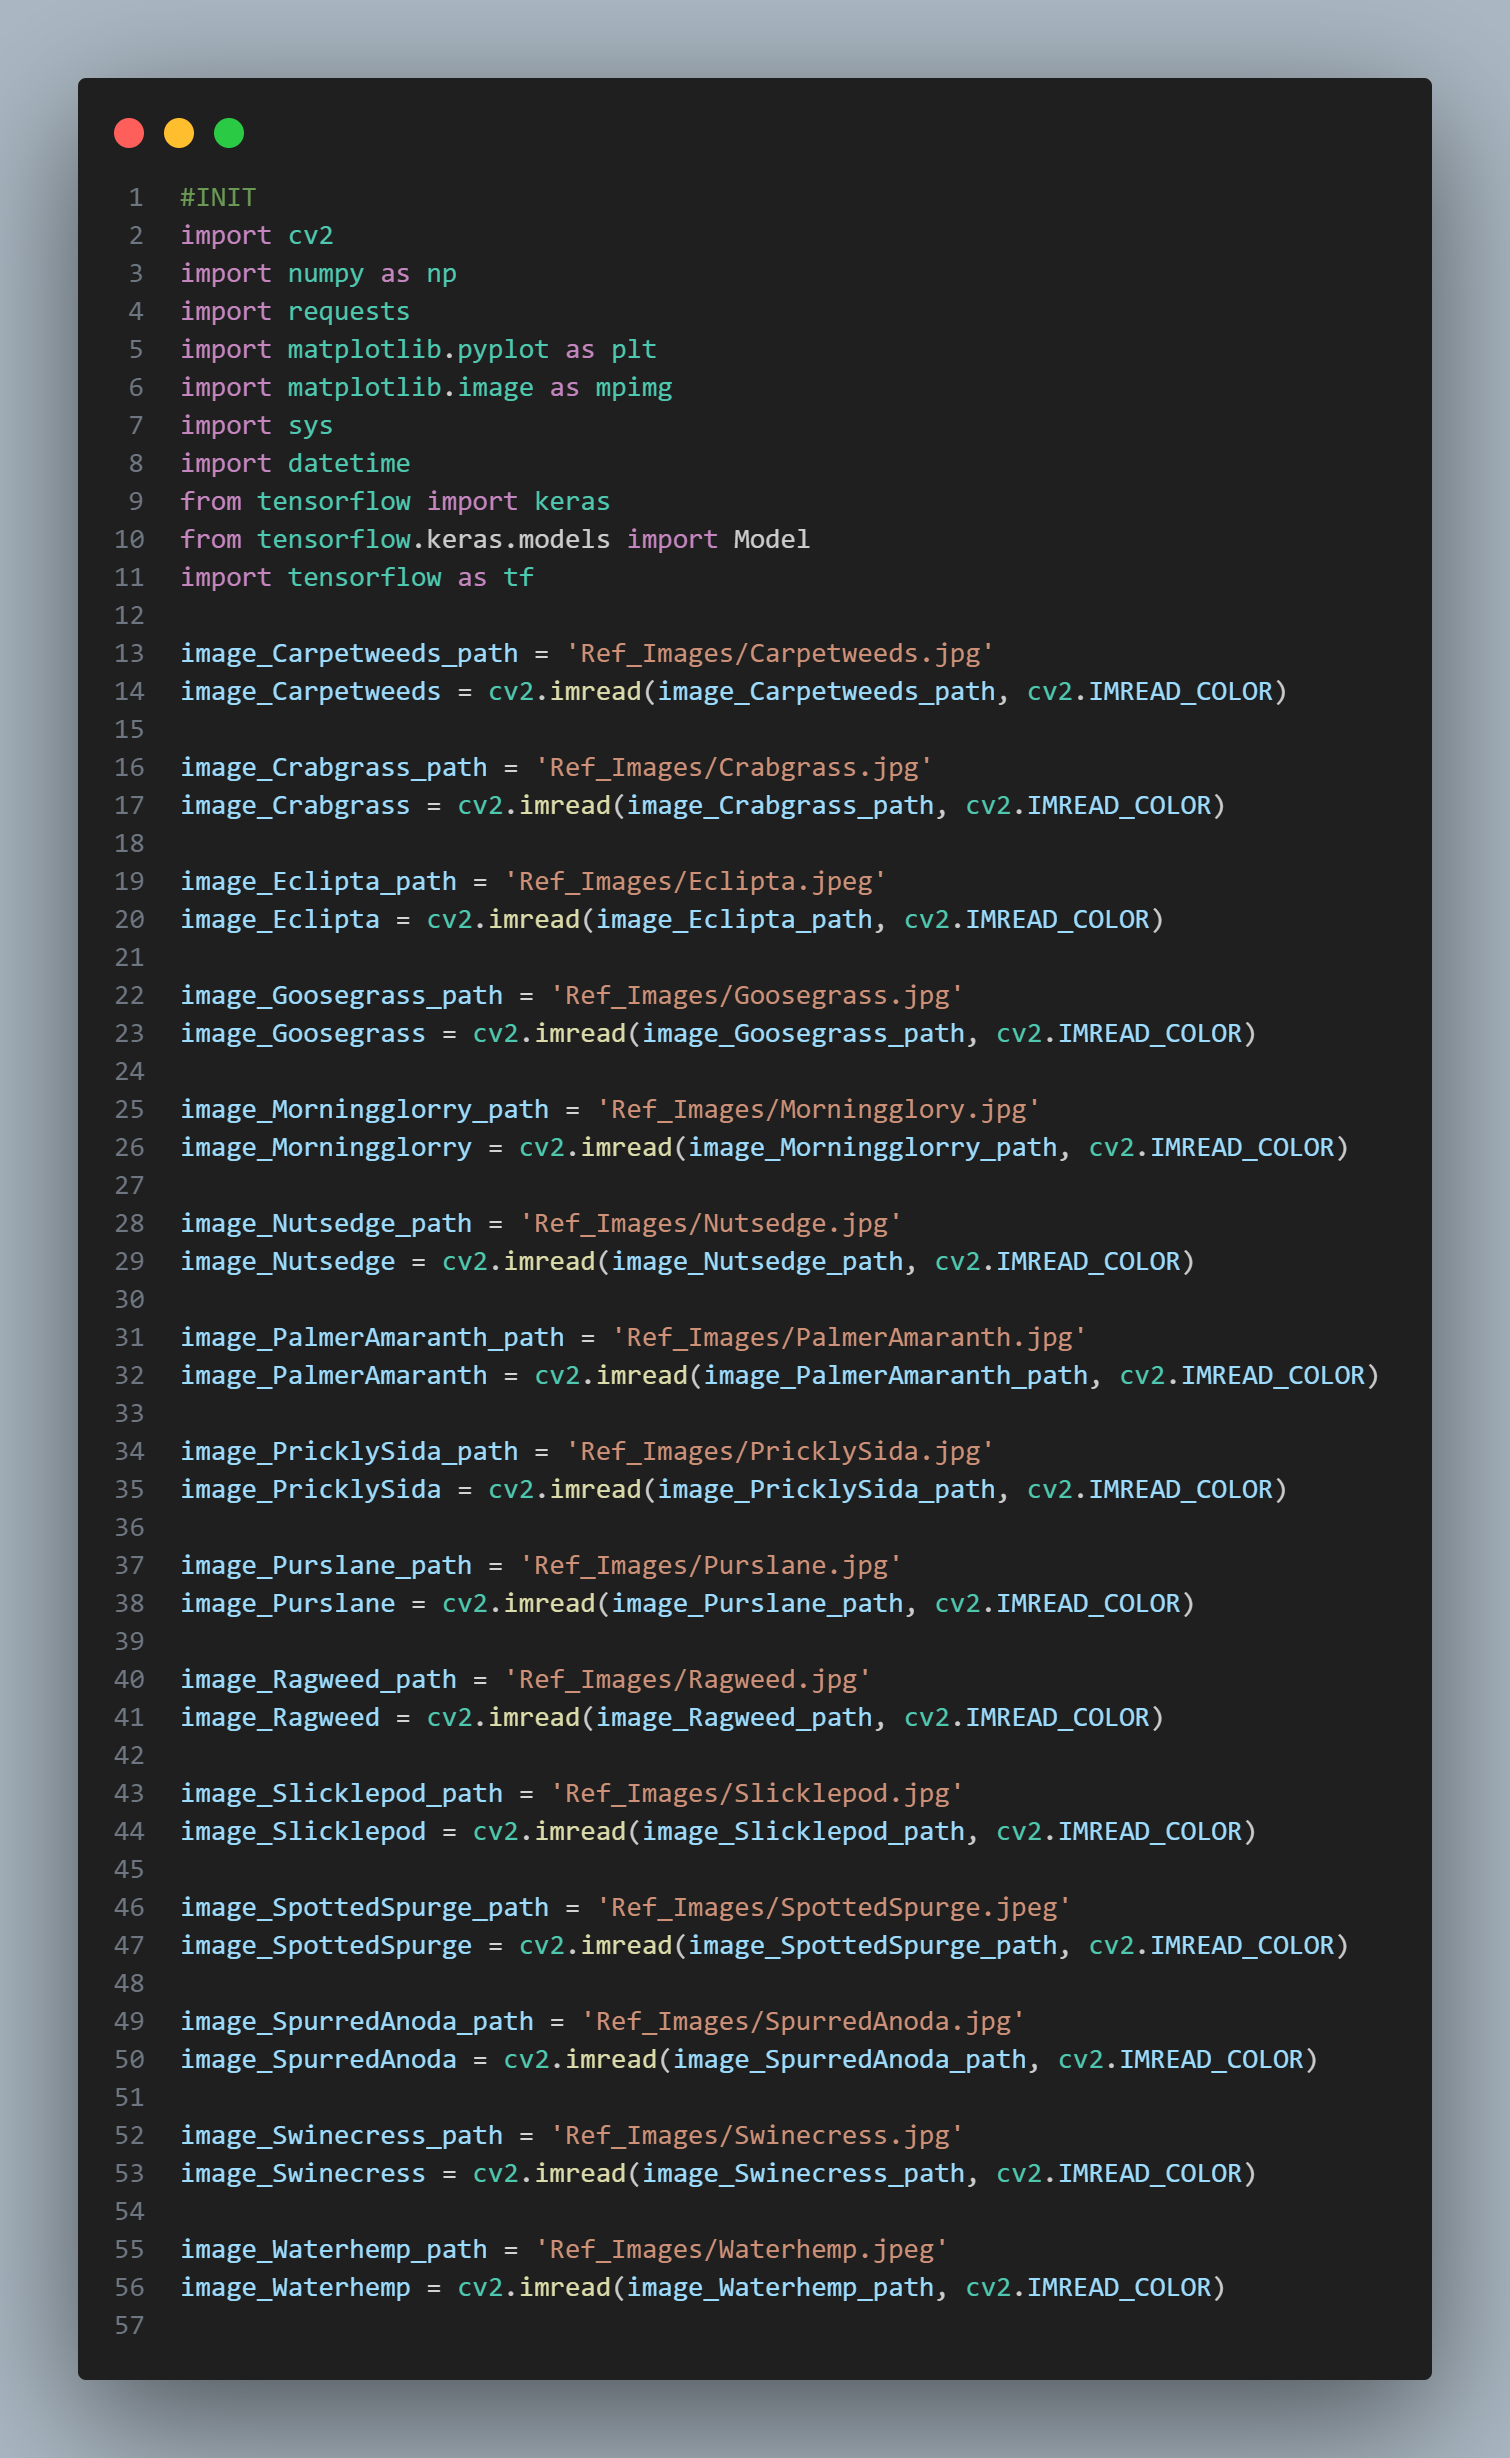 1 #INIT
2 import cv2
3 import numpy as np
4 import requests
5 import matplotlib.pyplot as plt
6 import matplotlib.image as mpimg
7 import sys
8 import datetime
9 from tensorflow import keras
10 from tensorflow.keras.models import Model
11 import tensorflow as tf
12
13 image_Carpetweeds_path = 'Ref_Images/Carpetweeds.jpg'
14 image_Carpetweeds = cv2.imread(image_Carpetweeds_path, cv2.IMREAD_COLOR)
15
16 image_Crabgrass_path = 'Ref_Images/Crabgrass.jpg'
17 image_Crabgrass = cv2.imread(image_Crabgrass_path, cv2.IMREAD_COLOR)
18
19 image_Eclipta_path = 'Ref_Images/Eclipta.jpeg'
20 image_Eclipta = cv2.imread(image_Eclipta_path, cv2.IMREAD_COLOR)
21
22 image_Goosegrass_path = 'Ref_Images/Goosegrass.jpg'
23 image_Goosegrass = cv2.imread(image_Goosegrass_path, cv2.IMREAD_COLOR)
24
25 image_Morningglorry_path = 'Ref_Images/Morningglory.jpg'
26 image_Morningglorry = cv2.imread(image_Morningglorry_path, cv2.IMREAD_COLOR)
27
28 image_Nutsedge_path = 'Ref_Images/Nutsedge.jpg'
29 image_Nutsedge = cv2.imread(image_Nutsedge_path, cv2.IMREAD_COLOR)
30
31 image_PalmerAmaranth_path = 'Ref_Images/PalmerAmaranth.jpg'
32 image_PalmerAmaranth = cv2.imread(image_PalmerAmaranth_path, cv2.IMREAD_COLOR)
33
34 image_PricklySida_path = 'Ref_Images/PricklySida.jpg'
35 image_PricklySida = cv2.imread(image_PricklySida_path, cv2.IMREAD_COLOR)
36
37 image_Purslane_path = 'Ref_Images/Purslane.jpg'
38 image_Purslane = cv2.imread(image_Purslane_path, cv2.IMREAD_COLOR)
39
40 image_Ragweed_path = 'Ref_Images/Ragweed.jpg'
41 image_Ragweed = cv2.imread(image_Ragweed_path, cv2.IMREAD_COLOR)
42
43 image_Slicklepod_path = 'Ref_Images/Slicklepod.jpg'
44 image_Slicklepod = cv2.imread(image_Slicklepod_path, cv2.IMREAD_COLOR)
45
46 image_SpottedSpurge_path = 'Ref_Images/SpottedSpurge.jpeg'
47 image_SpottedSpurge = cv2.imread(image_SpottedSpurge_path, cv2.IMREAD_COLOR)
48
49 image_SpurredAnoda_path = 'Ref_Images/SpurredAnoda.jpg'
50 image_SpurredAnoda = cv2.imread(image_SpurredAnoda_path, cv2.IMREAD_COLOR)
51
52 image_Swinecress_path = 'Ref_Images/Swinecress.jpg'
53 image_Swinecress = cv2.imread(image_Swinecress_path, cv2.IMREAD_COLOR)
54
55 image_Waterhemp_path = 'Ref_Images/Waterhemp.jpeg'
56 image_Waterhemp = cv2.imread(image_Waterhemp_path, cv2.IMREAD_COLOR)
57